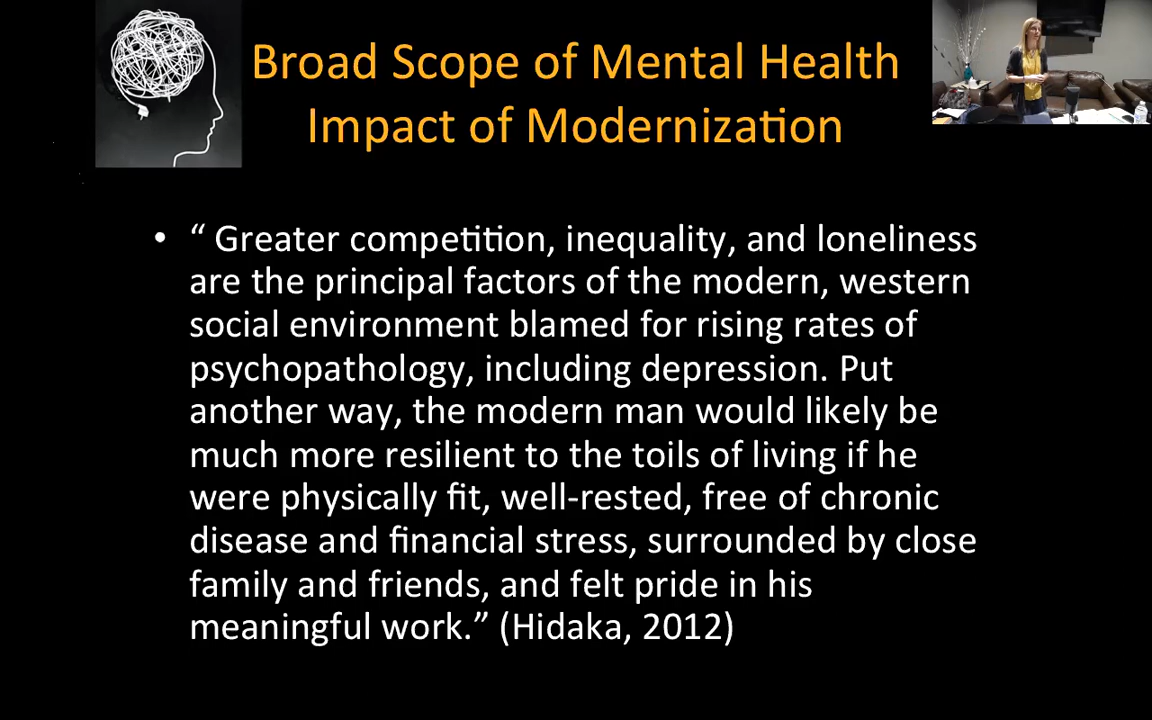 Broad Scope of Mental Health
Impact of Modernization
• “ Greater competition, inequality, and loneliness
are the principal factors of the modern, western
social environment blamed for rising rates of
psychopathology, including depression. Put
another way, the modern man would likely be
much more resilient to the toils of living if he
were physically fit, well-rested, free of chronic
disease and financial stress, surrounded by close
family and friends, and felt pride in his
meaningful work.” (Hidaka, 2012)